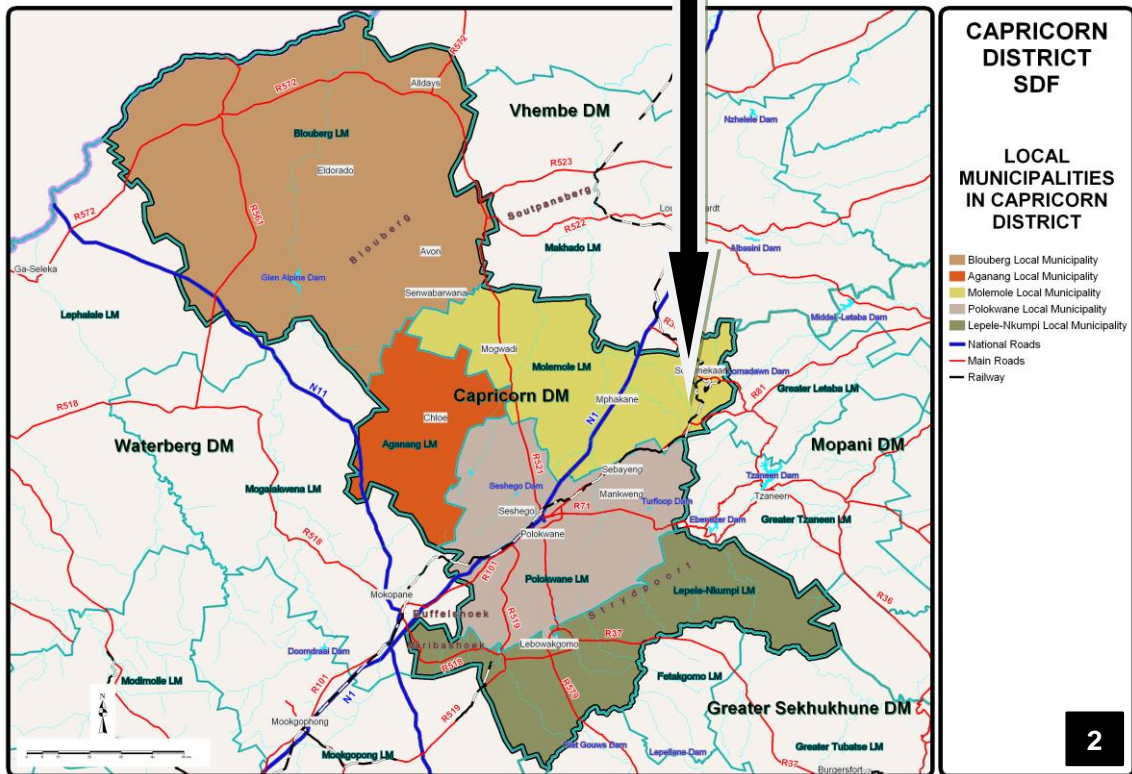 CAPRICORN
DISTRICT
SDF
LOCAL
MUNICIPALITIES
IN CAPRICORN
DISTRICT
Blouberg Local Municipality
Aganang Local Municipality
Molemole Local Municipality
Polokwane Local Municipality
Lepele-Nkumpi Local Municipality
National Roads
Main Roads
Railway
2
R572
Alldays
R572
Vhembe DM
Nzhelele Dam
Blouberg LM
Eldorado
R523
Soutpansberg
R572
R561
Blouberg
R522
Makhado LM
Albasini Dam
Avon
Ga-Seleka
Glen Alpine Dam
Senwabarwana
Lephalale LM
Mogwadi
Molemole LM
Greater Letaba LM
R81
Capricorn DM
Mphakane
N1
N11
R518
Chloe
Aganang LM
Waterberg DM
Mopani DM
R521
Sebayeng
Seshego Dam
Mankweng
Turfloop Dam
Tzaneen Dam
Tzaneen
Mogalakwena LM
Seshego
R71
Ebenezer Dam
Greater Tzaneen LM
Polokwane
R518
R101
Polokwane LM
Strydpoort
Lepele-Nkumpi LM
Mokopane
R36
R519
Lebowakgomo
R37
Doorndraai Dam
R518
Fetakgomo LM
Modimolle LM
R101
N1
R579
Greater Sekhukhune DM
N
Mookgophong
R519
Mookgopong LM
Lepellane Dam
Greater Tubatse LM
R37
Burgersfort